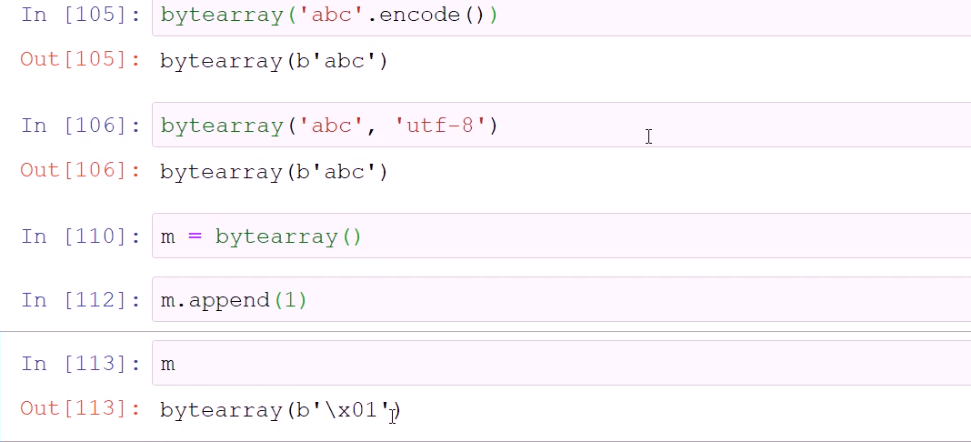 In [105]: bytearray('abc'.encode())
Out[105]: bytearray(b'abc')
In [106]: bytearray('abc', 'utf-8')
Out[106]: bytearray(b'abc')
In [110]: m = bytearray()
In [112]: m.append(1)
In [113]: m
Out[113]: bytearray(b'\x01')